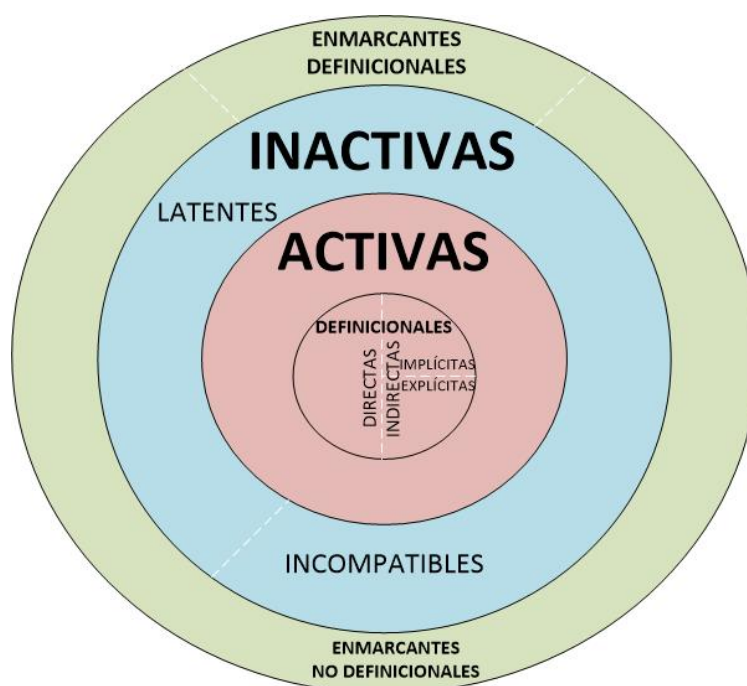 ENMARCANTES
DEFINICIONALES
INACTIVAS
LATENTES
ACTIVAS
DEFINICIONALES
DIRECTAS
INDIRECTAS
IMPLÍCITAS
EXPLÍCITAS
INCOMPATIBLES
ENMARCANTES
NO DEFINICIONALES